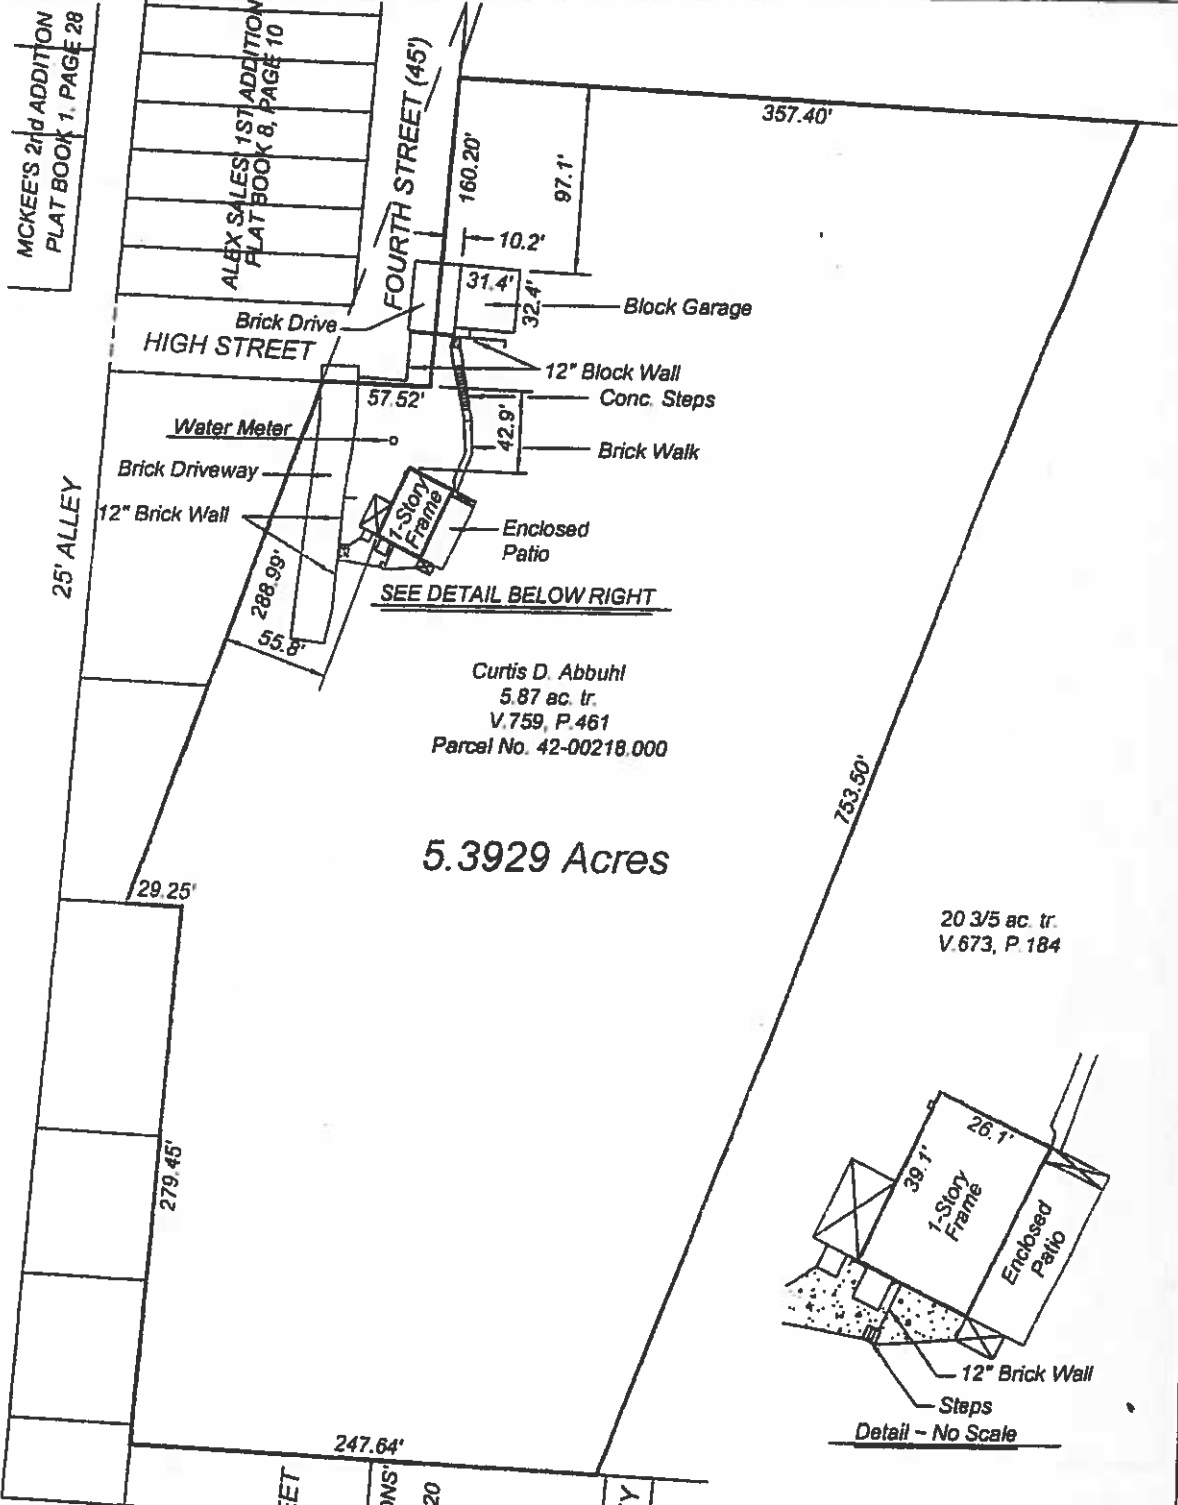 MCKEE'S 2nd ADDITION
PLAT BOOK 1, PAGE 28
ALEX SALES' 1ST ADDITION
PLAT BOOK 8, PAGE 10
FOURTH STREET (45')
357.40'
160.20'
97.1'
10.2'
31.4'
32.4'
Block Garage
Brick Drive
HIGH STREET
12" Block Wall
57.52'
Conc. Steps
Water Meter
42.9'
Brick Walk
Brick Driveway
12" Brick Wall
1-Story
Frame
Enclosed
Patio
25' ALLEY
288.99'
SEE DETAIL BELOW RIGHT
55.8'
Curtis D. Abbuhl
5.87 ac. tr.
V.759, P.461
Parcel No. 42-00218.000
753.50'
5.3929 Acres
29.25'
20 3/5 ac. tr.
V.673, P.184
279.45'
26.1'
39.1'
1-Story
Frame
Enclosed
Patio
12" Brick Wall
Steps
Detail - No Scale
247.64'
EET
ONS'
20
Y